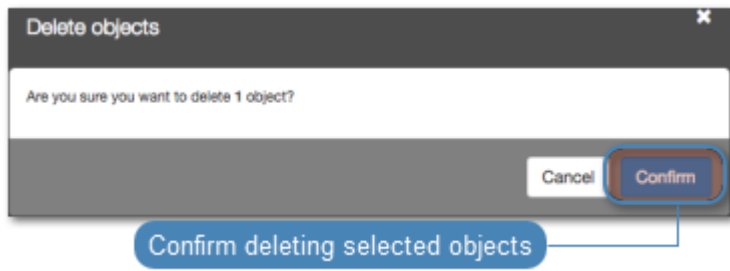 Delete objects
Are you sure you want to delete 1 object?
Cancel
Confirm
Confirm deleting selected objects